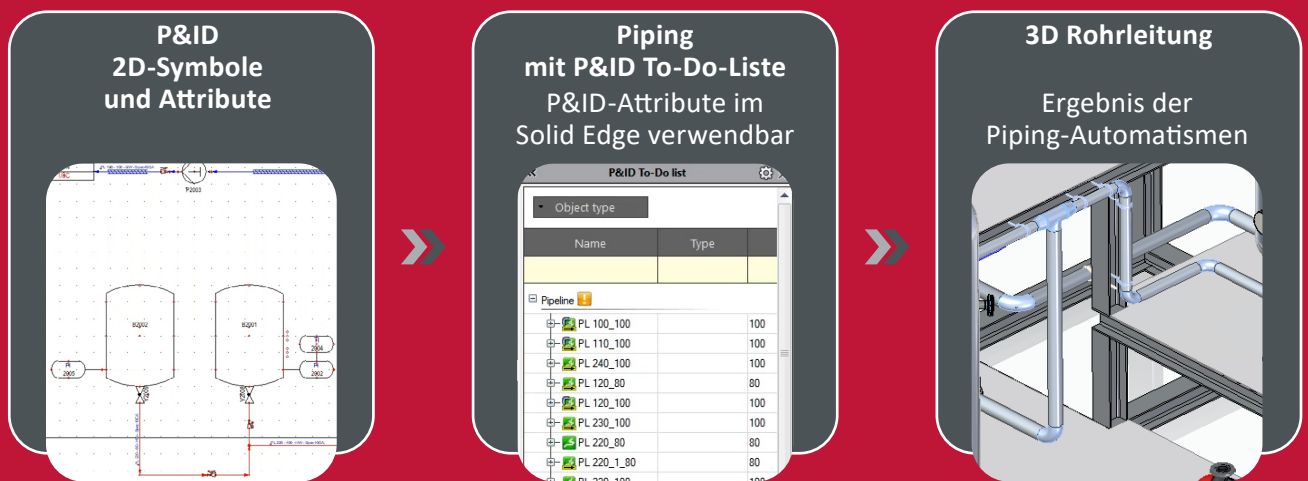 P&ID
2D-Symbole
und Attribute
P2003
B2002
B2001
2904
2905
2902
Piping
mit P&ID To-Do-Liste
P&ID-Attribute im
Solid Edge verwendbar
P&ID To-Do list
Object type
Name Type
Pipeline
PL 100_100 100
PL 110_100 100
PL 240_100 100
PL 120_80 80
PL 120_100 100
PL 230_100 100
PL 220_80 80
PL 220_1_80 80
3D Rohrleitung
Ergebnis der
Piping-Automatismen